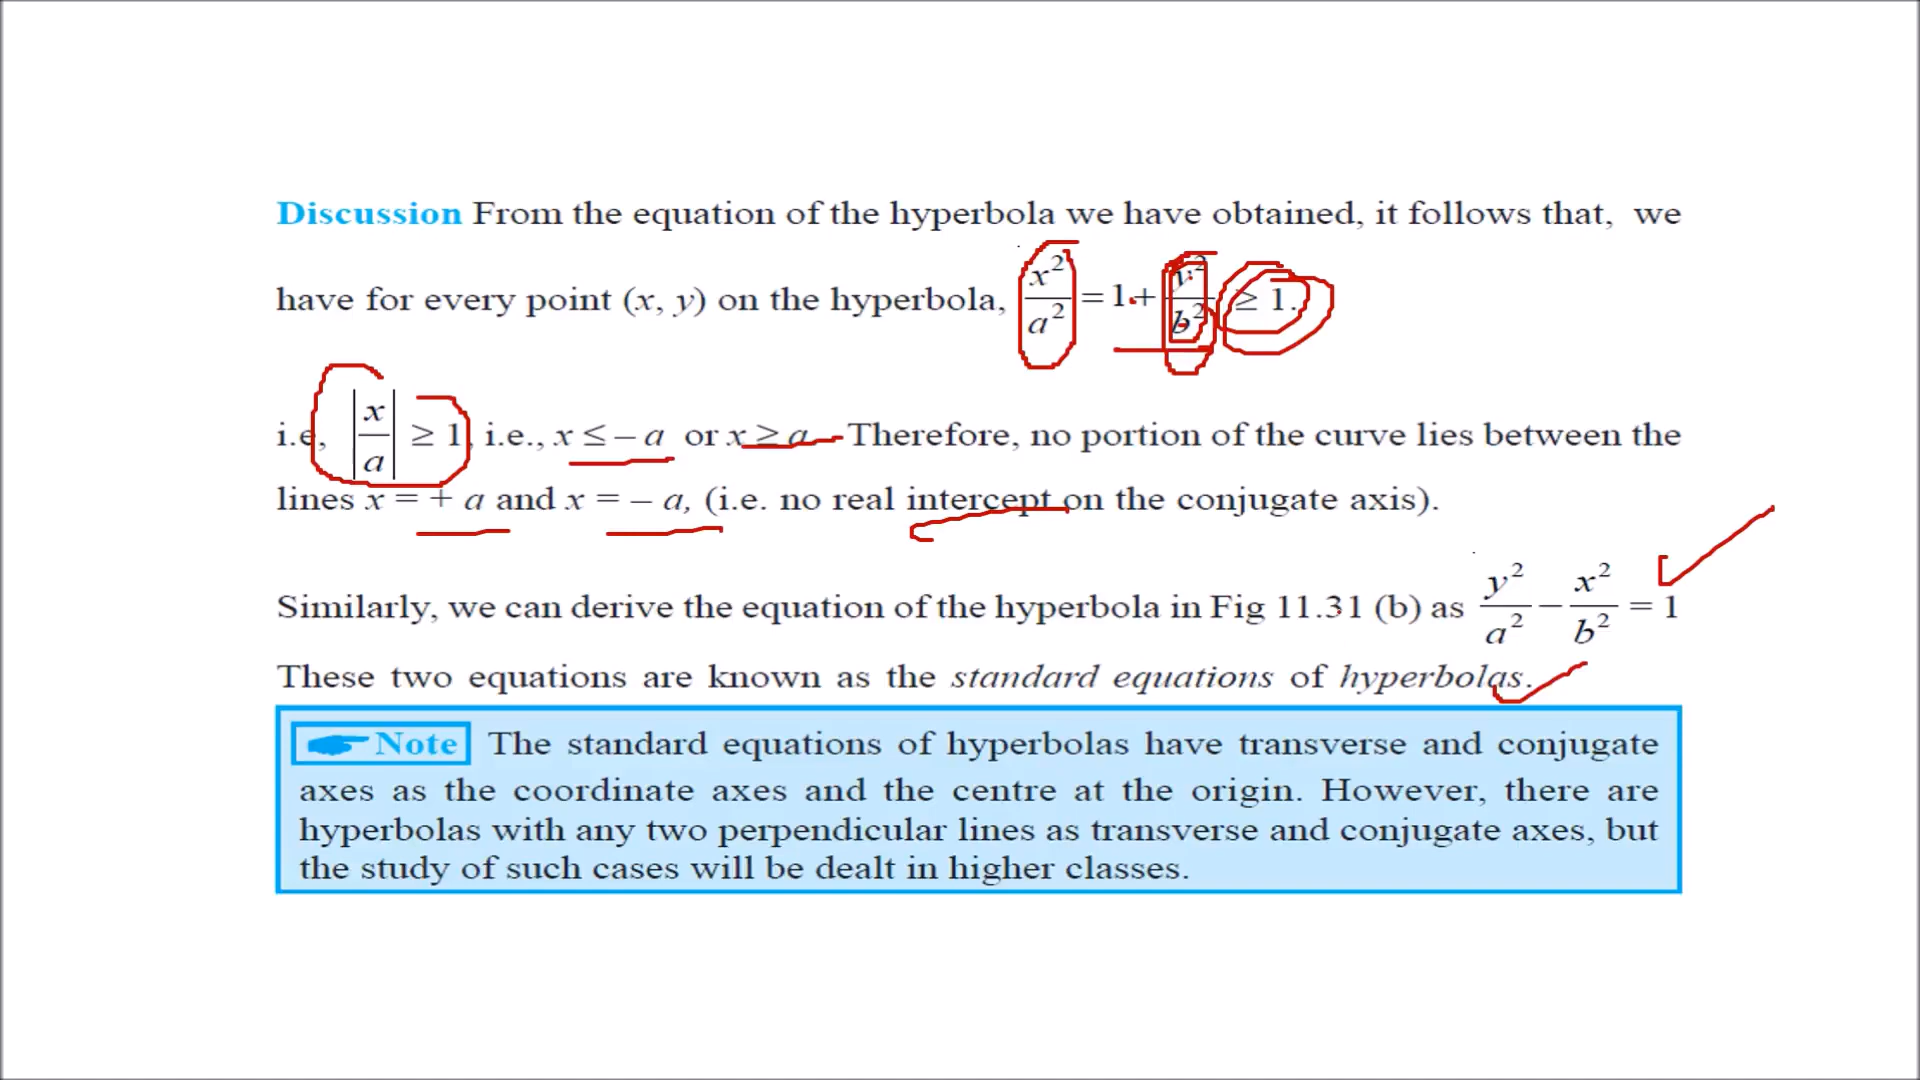 Discussion From the equation of the hyperbola we have obtained, it follows that, we
have for every point (x, y) on the hyperbola, x²/a² = 1 + y²/b² ≥ 1.
i.e, |x/a| ≥ 1, i.e., x ≤ – a or x ≥ a. Therefore, no portion of the curve lies between the
lines x = + a and x = – a, (i.e. no real intercept on the conjugate axis).
Similarly, we can derive the equation of the hyperbola in Fig 11.31 (b) as y²/a² − x²/b² = 1
These two equations are known as the standard equations of hyperbolas.
Note The standard equations of hyperbolas have transverse and conjugate
axes as the coordinate axes and the centre at the origin. However, there are
hyperbolas with any two perpendicular lines as transverse and conjugate axes, but
the study of such cases will be dealt in higher classes.